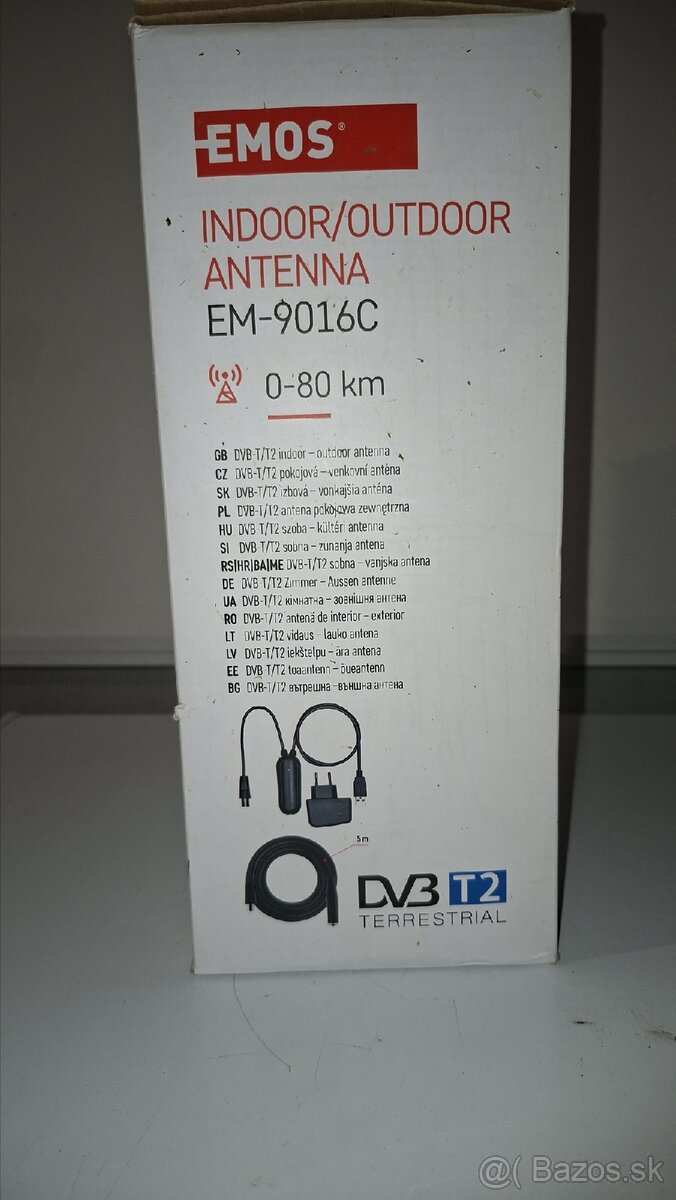 EMOS®
INDOOR/OUTDOOR
ANTENNA
EM-9016C
0-80 km
GB DVB-T/T2 indoor – outdoor antenna
CZ DVB-T/T2 pokojová – venkovní anténa
SK DVB-T/T2 izbová – vonkajšia anténa
PL DVB-T/T2 antena pokojowa zewnętrzna
HU DVB-T/T2 szoba – kültéri antenna
SI DVB-T/T2 sobna – zunanja antena
RS|HR|BA|ME DVB-T/T2 sobna – vanjska antena
DE DVB-T/T2 Zimmer – Aussen antenne
UA DVB-T/T2 кімнатна – зовнішня антена
RO DVB-T/T2 antenă de interior – exterior
LT DVB-T/T2 vidaus – lauko antena
LV DVB-T/T2 iekštelpu – āra antena
EE DVB-T/T2 toaantenn – õueantenn
BG DVB-T/T2 вътрешна – външна антена
5 m
DVB T2
TERRESTRIAL
@( Bazos.sk